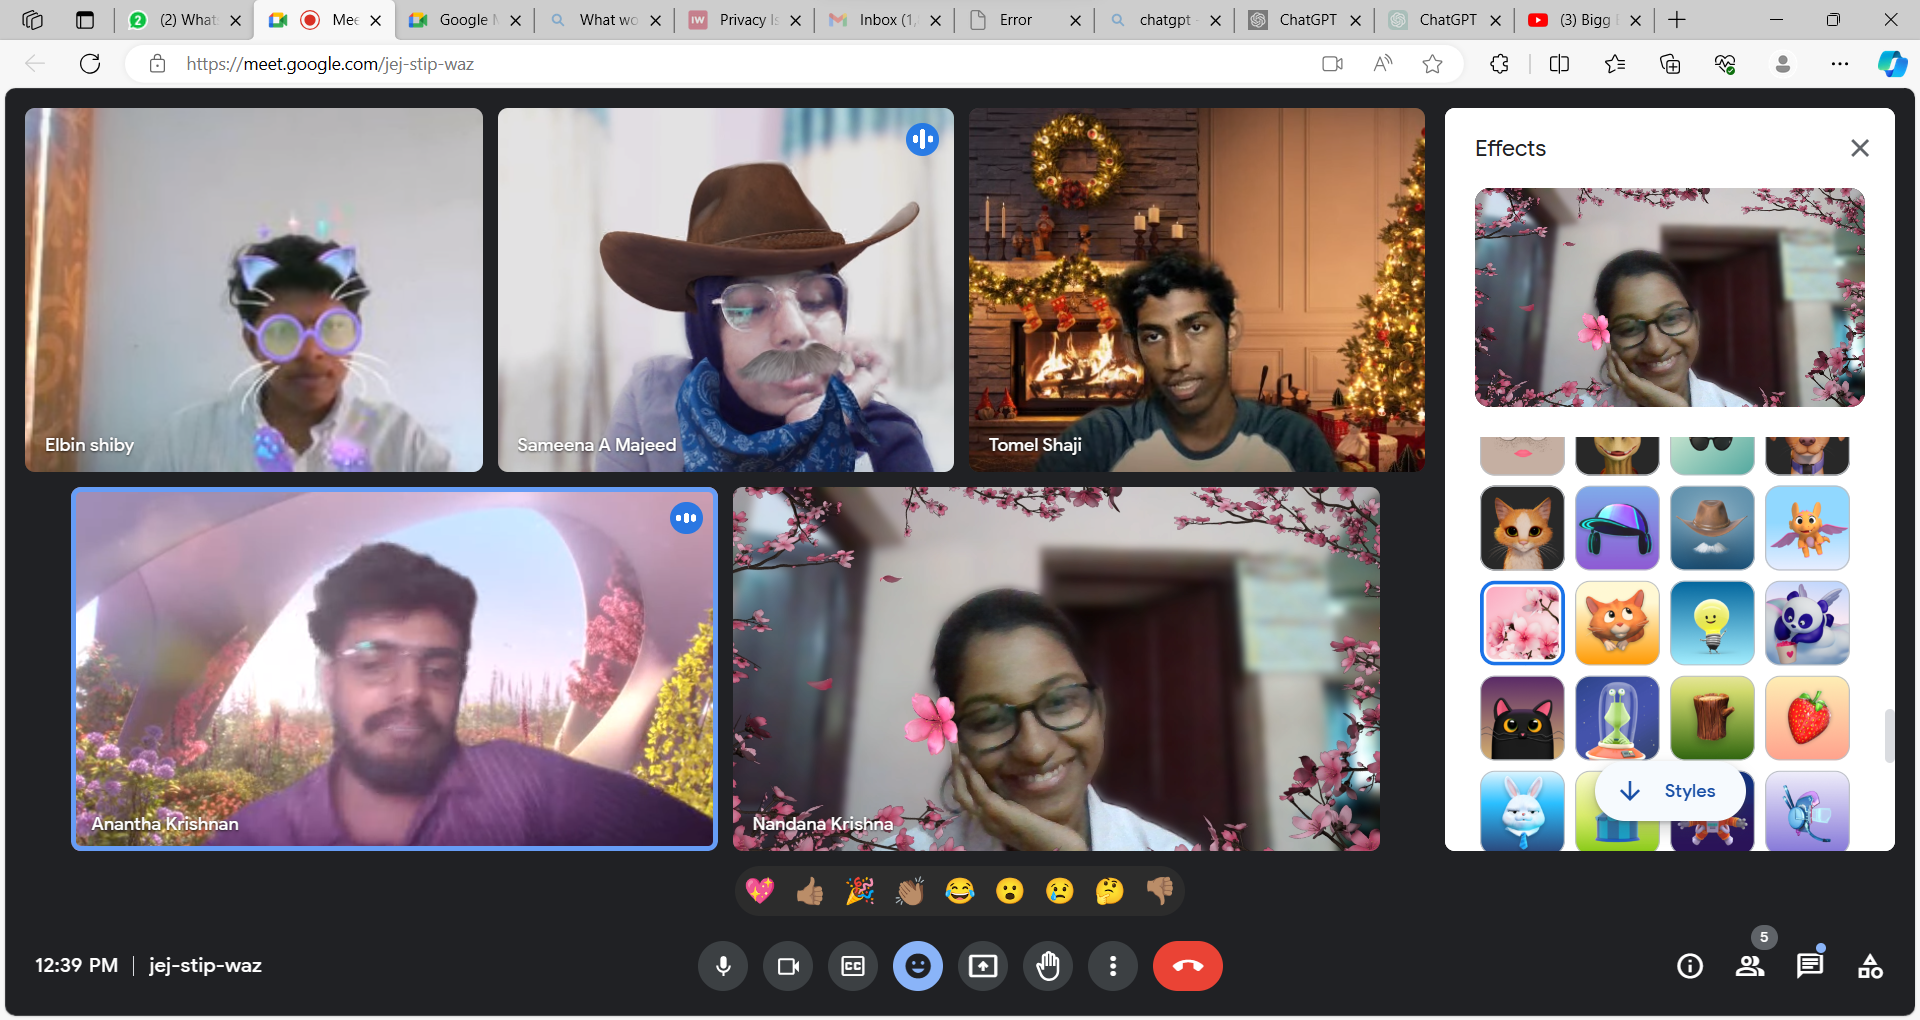 (2) What
Mee
Google M
What wo
Privacy Is
Inbox (1,
Error
chatgpt
ChatGPT
ChatGPT
(3) Bigg
https://meet.google.com/jej-stip-waz
Elbin shiby
Sameena A Majeed
Tomel Shaji
Effects
Anantha Krishnan
Nandana Krishna
Styles
12:39 PM | jej-stip-waz
CC
5